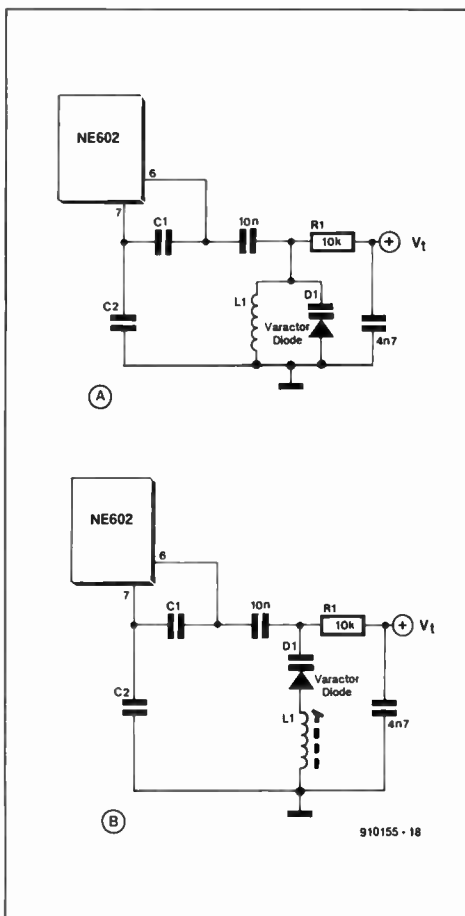 NE602
6
7
C1
10n
R1
10k
+ Vt
C2
L1
D1
Varactor
Diode
4n7
A
NE602
6
7
C1
10n
R1
10k
+ Vt
D1
Varactor
Diode
C2
L1
4n7
B
910155 - 18